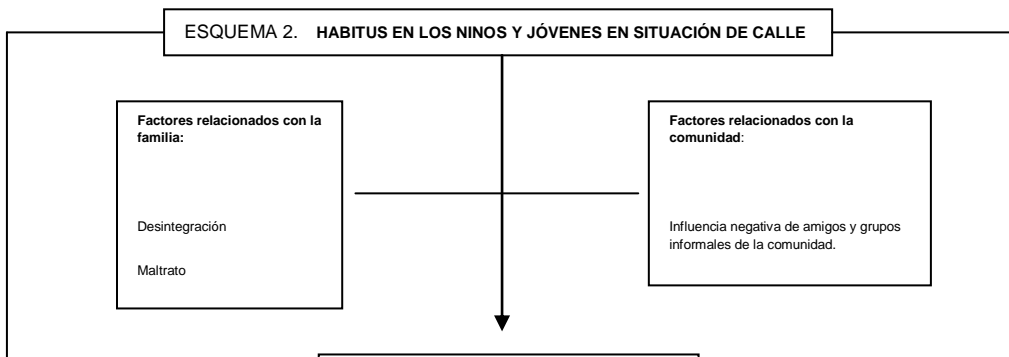 ESQUEMA 2. HABITUS EN LOS NINOS Y JÓVENES EN SITUACIÓN DE CALLE
Factores relacionados con la
familia:
Desintegración
Maltrato
Factores relacionados con la
comunidad:
Influencia negativa de amigos y grupos
informales de la comunidad.